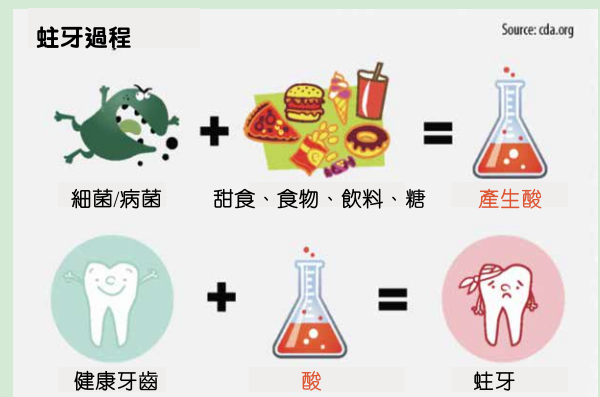 蛀牙過程
Source: cda.org
細菌/病菌
甜食、食物、飲料、糖
產生酸
健康牙齒
酸
蛀牙